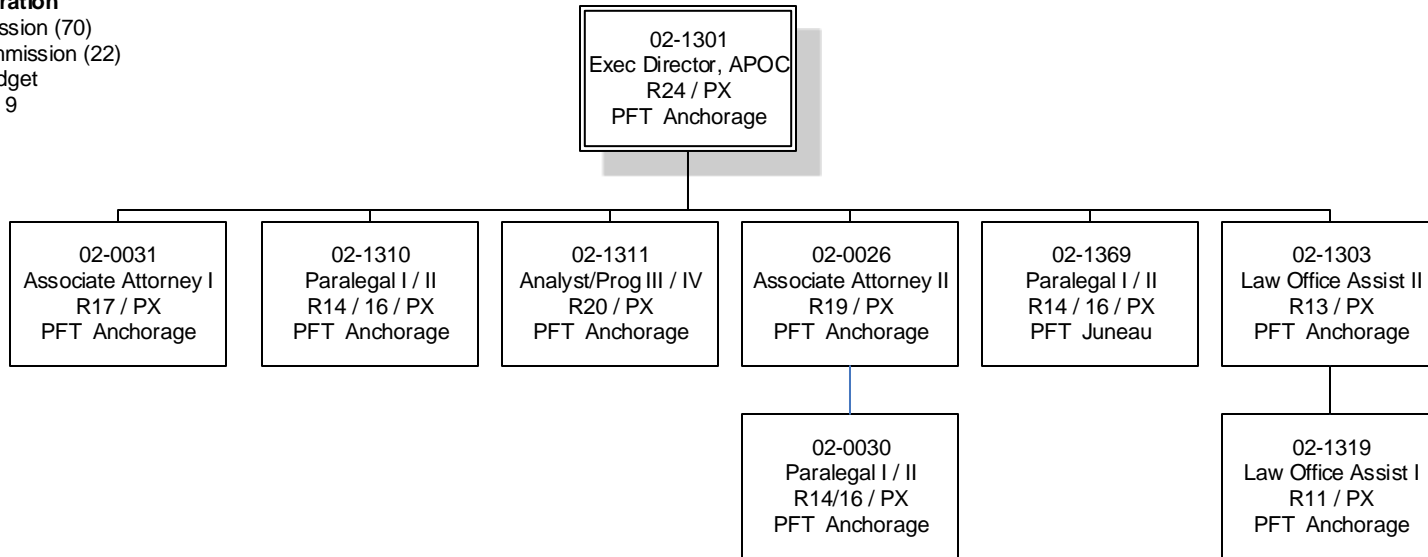 ration
ssion (70)
mmission (22)
dget
9
02-1301
Exec Director, APOC
R24 / PX
PFT Anchorage
02-0031
Associate Attorney I
R17 / PX
PFT Anchorage
02-1310
Paralegal I / II
R14 / 16 / PX
PFT Anchorage
02-1311
Analyst/Prog III / IV
R20 / PX
PFT Anchorage
02-0026
Associate Attorney II
R19 / PX
PFT Anchorage
02-1369
Paralegal I / II
R14 / 16 / PX
PFT Juneau
02-1303
Law Office Assist II
R13 / PX
PFT Anchorage
02-0030
Paralegal I / II
R14/16 / PX
PFT Anchorage
02-1319
Law Office Assist I
R11 / PX
PFT Anchorage